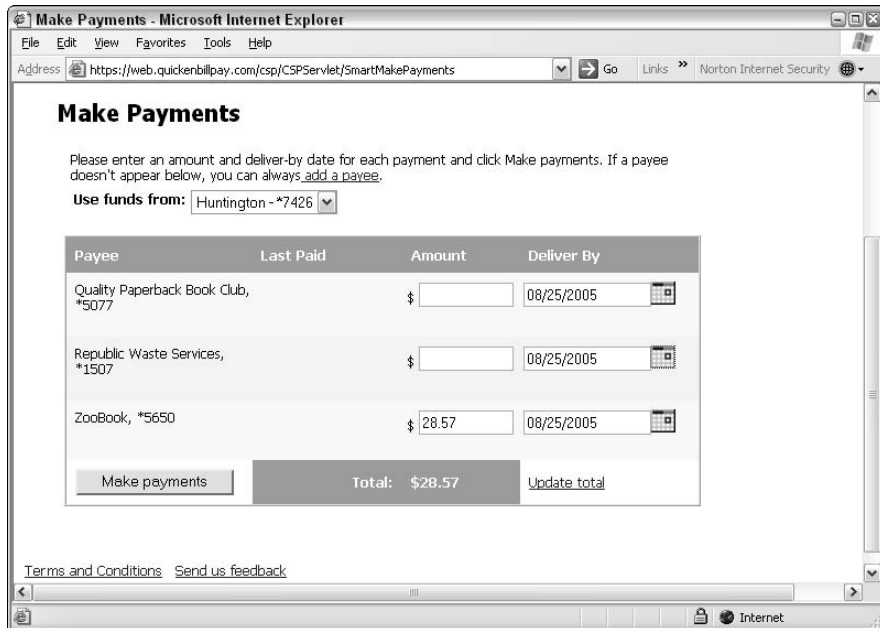 Make Payments - Microsoft Internet Explorer
File Edit View Favorites Tools Help
Address https://web.quickenbillpay.com/csp/CSPServlet/SmartMakePayments Go Links » Norton Internet Security
Make Payments
Please enter an amount and deliver-by date for each payment and click Make payments. If a payee
doesn't appear below, you can always add a payee.
Use funds from: Huntington - *7426
Payee Last Paid Amount Deliver By
Quality Paperback Book Club,
*5077
$ 08/25/2005
Republic Waste Services,
*1507
$ 08/25/2005
ZooBook, *5650 $ 28.57 08/25/2005
Make payments Total: $28.57 Update total
Terms and Conditions Send us feedback
Internet